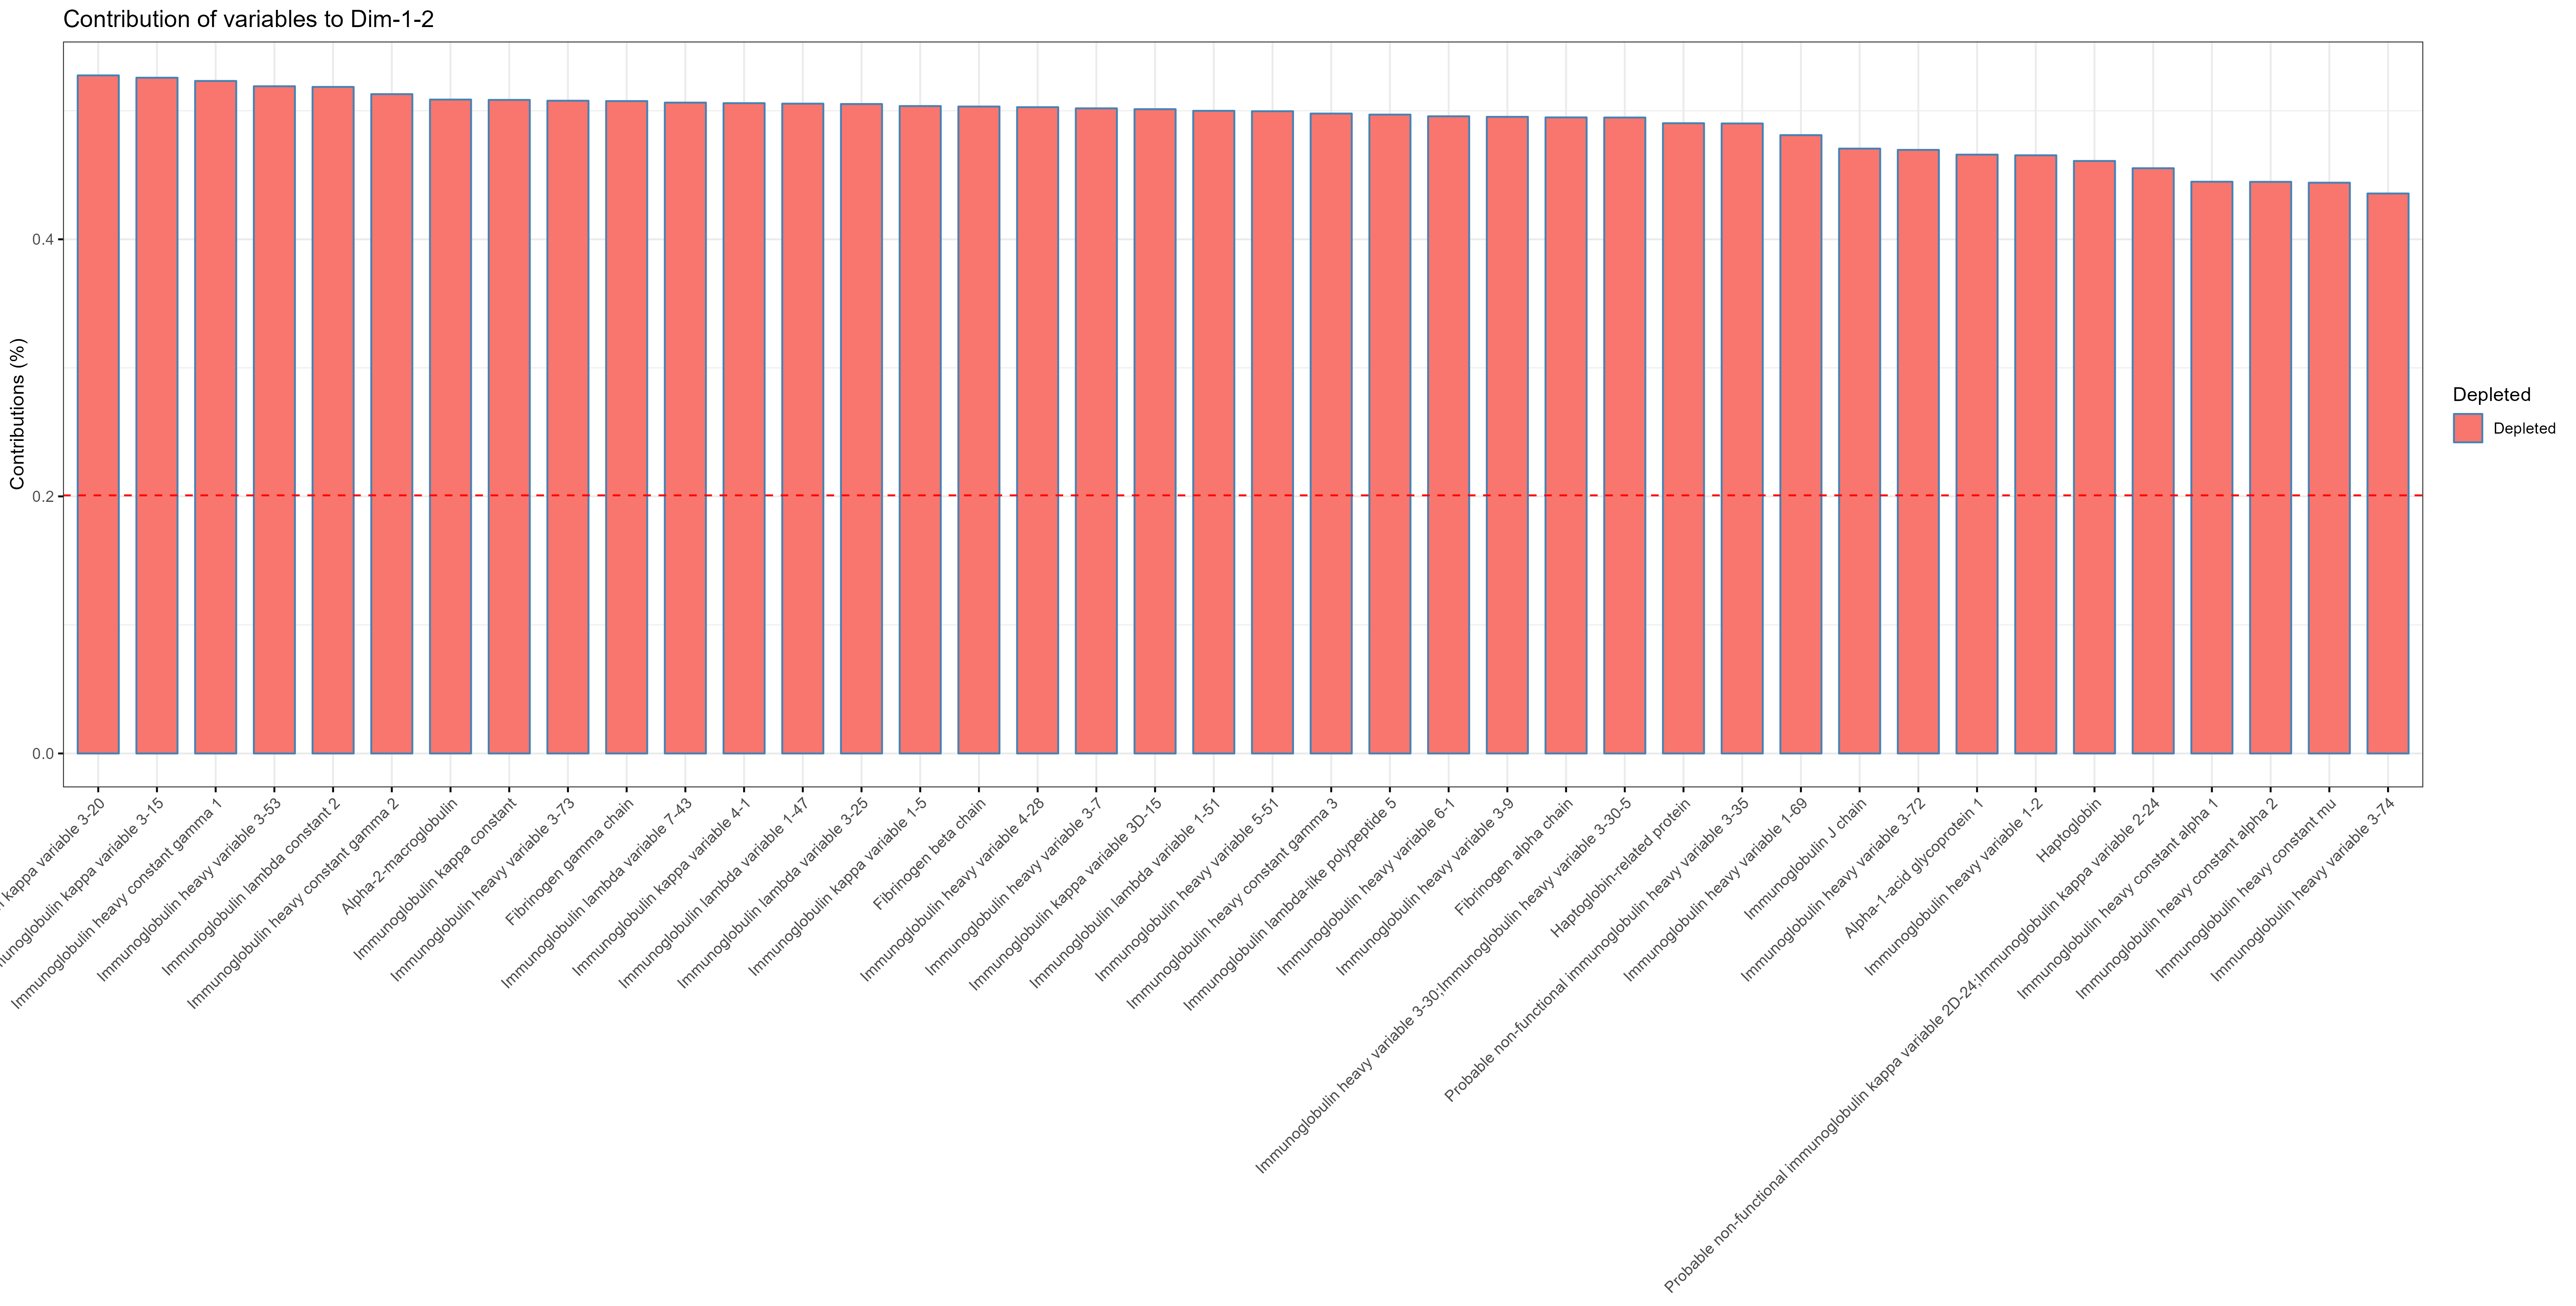 Contribution of variables to Dim-1-2
Contributions (%)
0.4
0.2
0.0
kappa variable 3-20
kappa variable 3-15
Immunoglobulin heavy constant gamma 1
Immunoglobulin heavy variable 3-53
Immunoglobulin lambda constant 2
Immunoglobulin heavy constant gamma 2
Alpha-2-macroglobulin
Immunoglobulin kappa constant
Immunoglobulin heavy variable 3-73
Fibrinogen gamma chain
Immunoglobulin lambda variable 7-43
Immunoglobulin kappa variable 4-1
Immunoglobulin lambda variable 1-47
Immunoglobulin lambda variable 3-25
Immunoglobulin kappa variable 1-5
Fibrinogen beta chain
Immunoglobulin heavy variable 4-28
Immunoglobulin heavy variable 3-7
Immunoglobulin kappa variable 3D-15
Immunoglobulin lambda variable 1-51
Immunoglobulin heavy variable 5-51
Immunoglobulin heavy constant gamma 3
Immunoglobulin lambda-like polypeptide 5
Immunoglobulin heavy variable 6-1
Immunoglobulin heavy variable 3-9
Fibrinogen alpha chain
Immunoglobulin heavy variable 3-30;Immunoglobulin heavy variable 3-30-5
Haptoglobin-related protein
Probable non-functional immunoglobulin heavy variable 3-35
Immunoglobulin heavy variable 1-69
Immunoglobulin J chain
Immunoglobulin heavy variable 3-72
Alpha-1-acid glycoprotein 1
Immunoglobulin heavy variable 1-2
Haptoglobin
Probable non-functional immunoglobulin kappa variable 2D-24;Immunoglobulin kappa variable 2-24
Immunoglobulin heavy constant alpha 1
Immunoglobulin heavy constant alpha 2
Immunoglobulin heavy constant mu
Immunoglobulin heavy variable 3-74
Depleted
Depleted